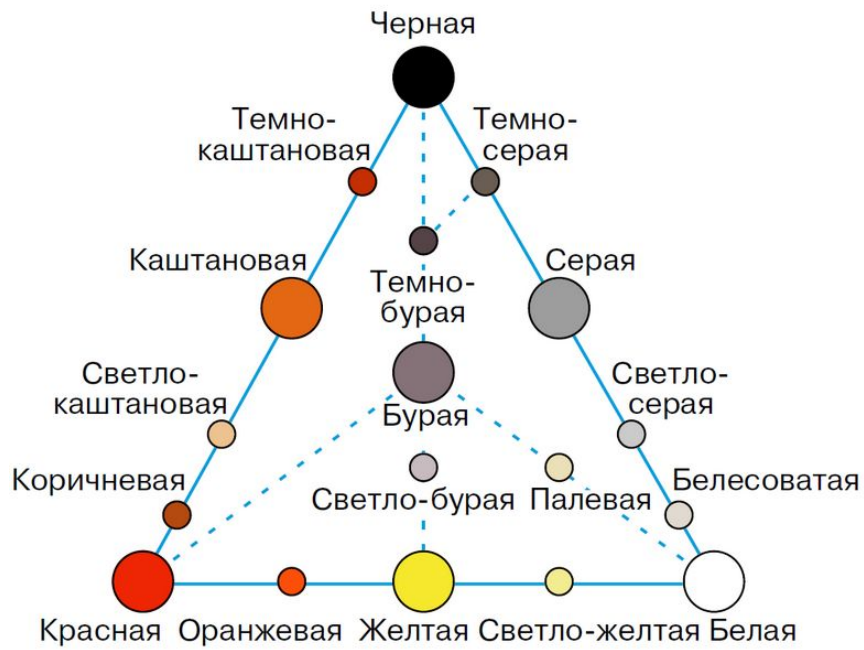 Черная
Темно-
каштановая
Темно-
серая
Каштановая
Темно-
бурая
Серая
Светло-
каштановая
Бурая
Светло-
серая
Коричневая
Светло-бурая
Палевая
Белесоватая
Красная
Оранжевая
Желтая
Светло-желтая
Белая